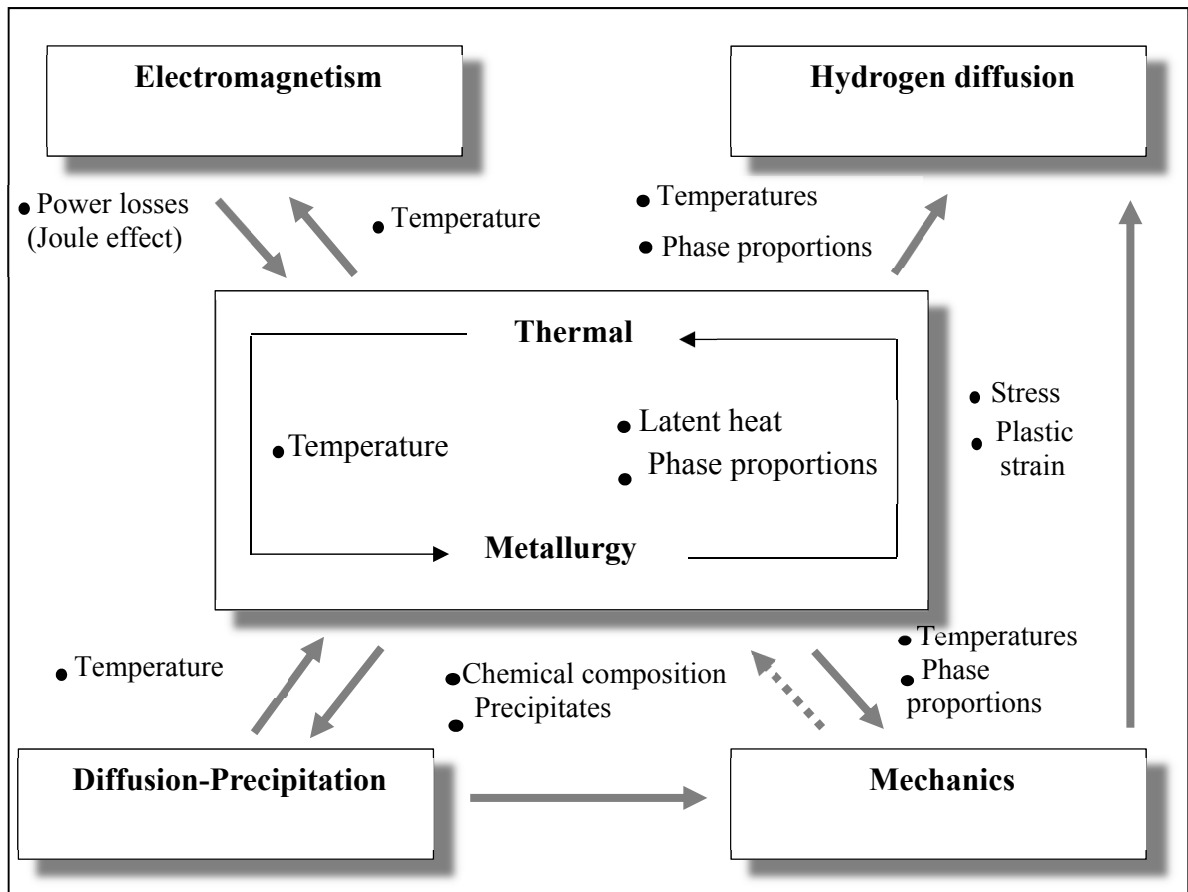 Electromagnetism
Hydrogen diffusion
• Power losses
(Joule effect)
• Temperature
• Temperatures
• Phase proportions
Thermal
• Temperature
• Latent heat
• Phase proportions
Metallurgy
• Stress
• Plastic
strain
• Temperature
• Chemical composition
• Precipitates
• Temperatures
• Phase
proportions
Diffusion-Precipitation
Mechanics